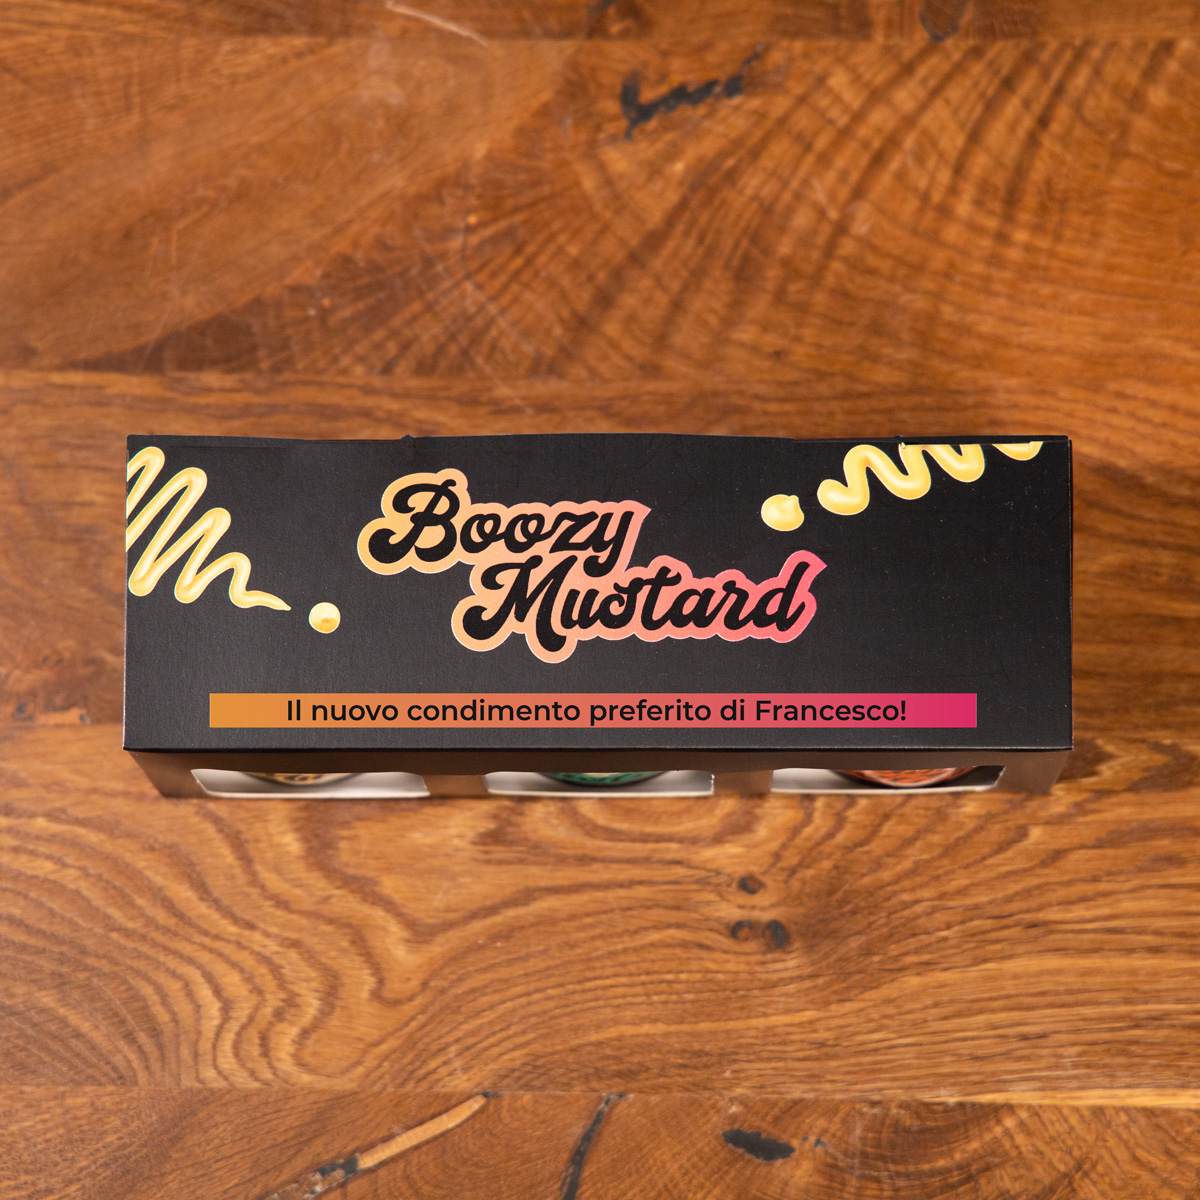 Boozy
Mustard
Il nuovo condimento preferito di Francesco!